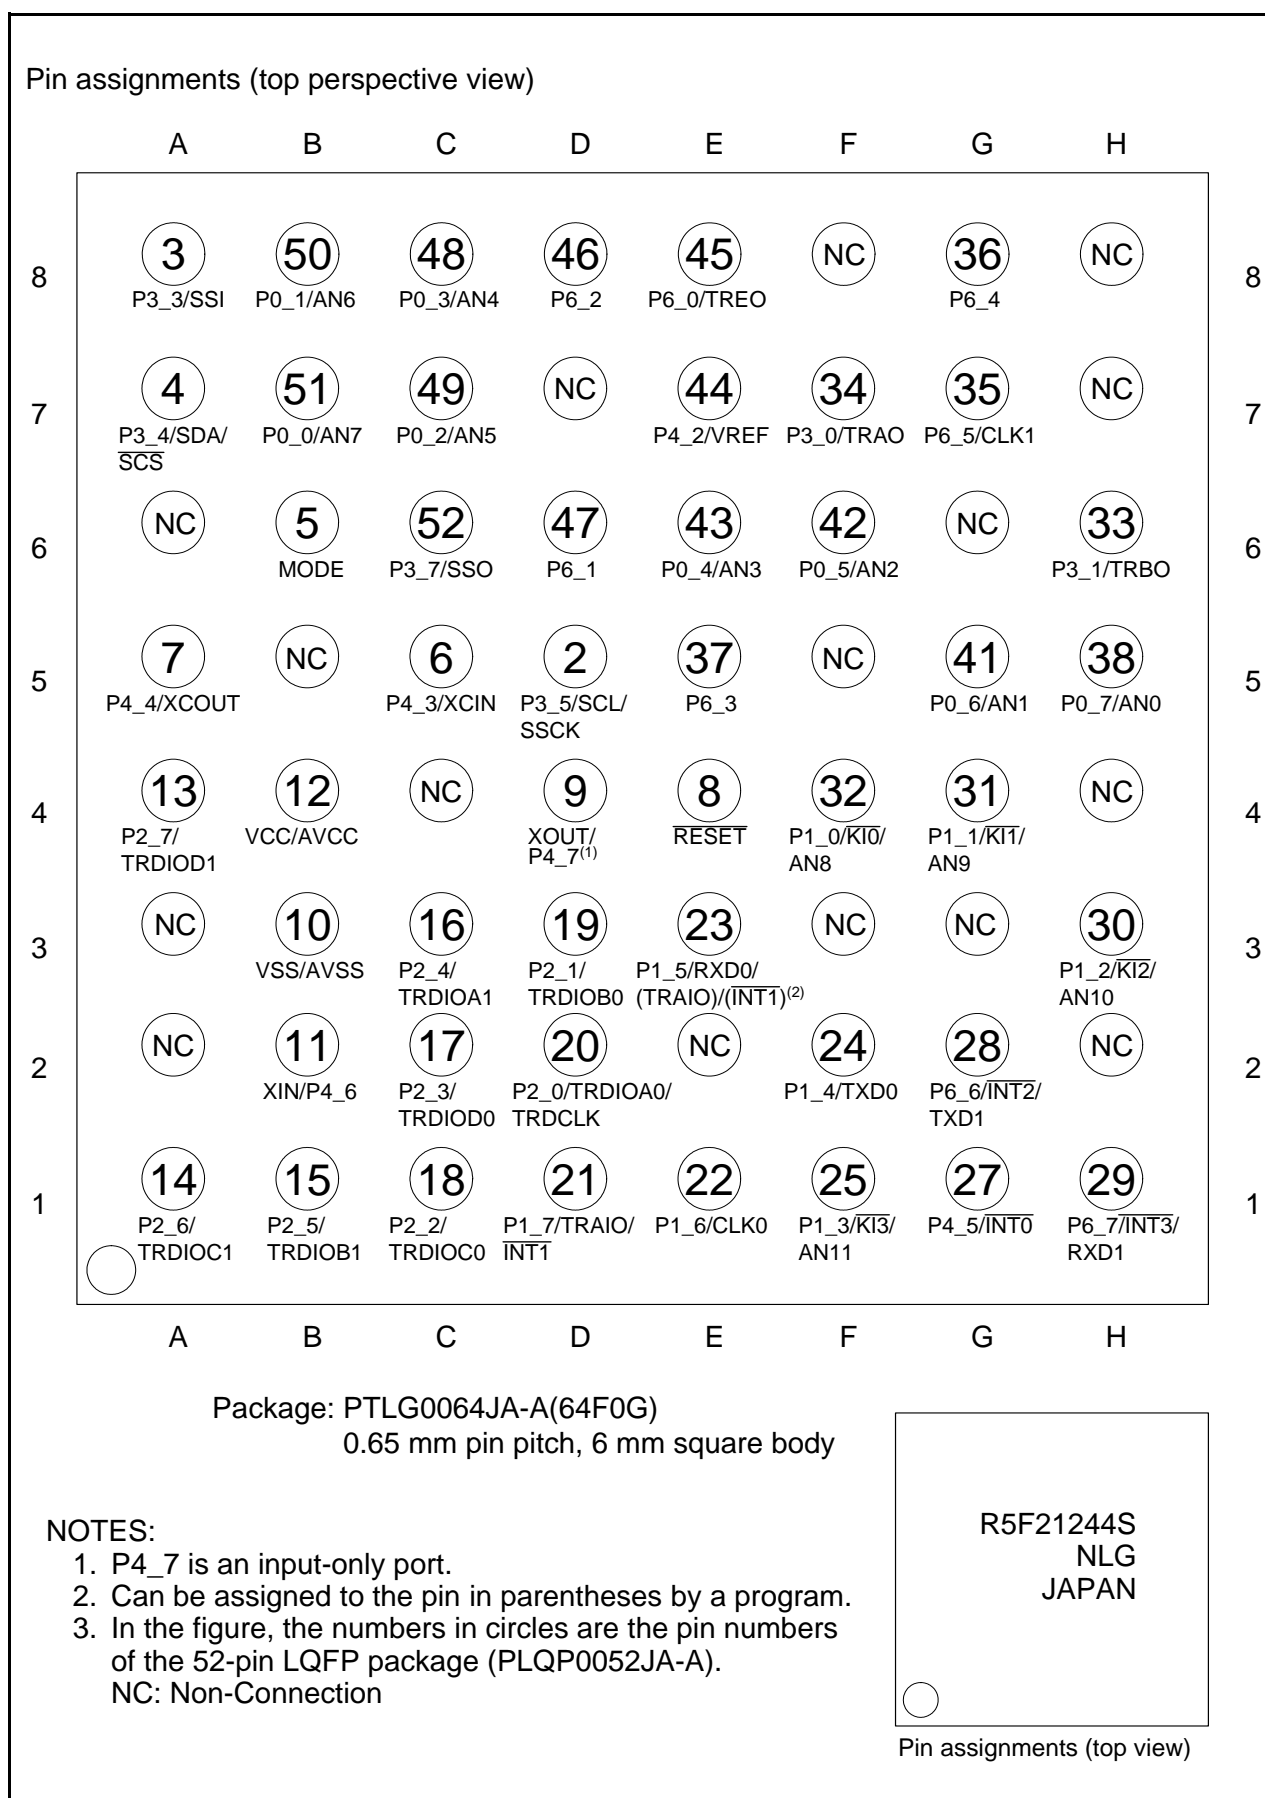 Pin assignments (top perspective view)
A B C D E F G H
8 3 50 48 46 45 NC 36 NC 8
P3_3/SSI P0_1/AN6 P0_3/AN4 P6_2 P6_0/TREO P6_4
7 4 51 49 NC 44 34 35 NC 7
P3_4/SDA/ P0_0/AN7 P0_2/AN5 P4_2/VREF P3_0/TRAO P6_5/CLK1
SCS
6 NC 5 52 47 43 42 NC 33 6
MODE P3_7/SSO P6_1 P0_4/AN3 P0_5/AN2 P3_1/TRBO
5 7 NC 6 2 37 NC 41 38 5
P4_4/XCOUT P4_3/XCIN P3_5/SCL/ P6_3 P0_6/AN1 P0_7/AN0
SSCK
4 13 12 NC 9 8 32 31 NC 4
P2_7/ VCC/AVCC XOUT/ RESET P1_0/KI0/ P1_1/KI1/
TRDIOD1 P4_7(1) AN8 AN9
3 NC 10 16 19 23 NC NC 30 3
VSS/AVSS P2_4/ P2_1/ P1_5/RXD0/ P1_2/KI2/
TRDIOA1 TRDIOB0 (TRAIO)/(INT1)(2) AN10
2 NC 11 17 20 NC 24 28 NC 2
XIN/P4_6 P2_3/ P2_0/TRDIOA0/ P1_4/TXD0 P6_6/INT2/
TRDIOD0 TRDCLK TXD1
1 14 15 18 21 22 25 27 29 1
P2_6/ P2_5/ P2_2/ P1_7/TRAIO/ P1_6/CLK0 P1_3/KI3/ P4_5/INT0 P6_7/INT3/
TRDIOC1 TRDIOB1 TRDIOC0 INT1 AN11 RXD1
A B C D E F G H
Package: PTLG0064JA-A(64F0G)
0.65 mm pin pitch, 6 mm square body
NOTES:
1. P4_7 is an input-only port.
2. Can be assigned to the pin in parentheses by a program.
3. In the figure, the numbers in circles are the pin numbers
of the 52-pin LQFP package (PLQP0052JA-A).
NC: Non-Connection
R5F21244S
NLG
JAPAN
Pin assignments (top view)